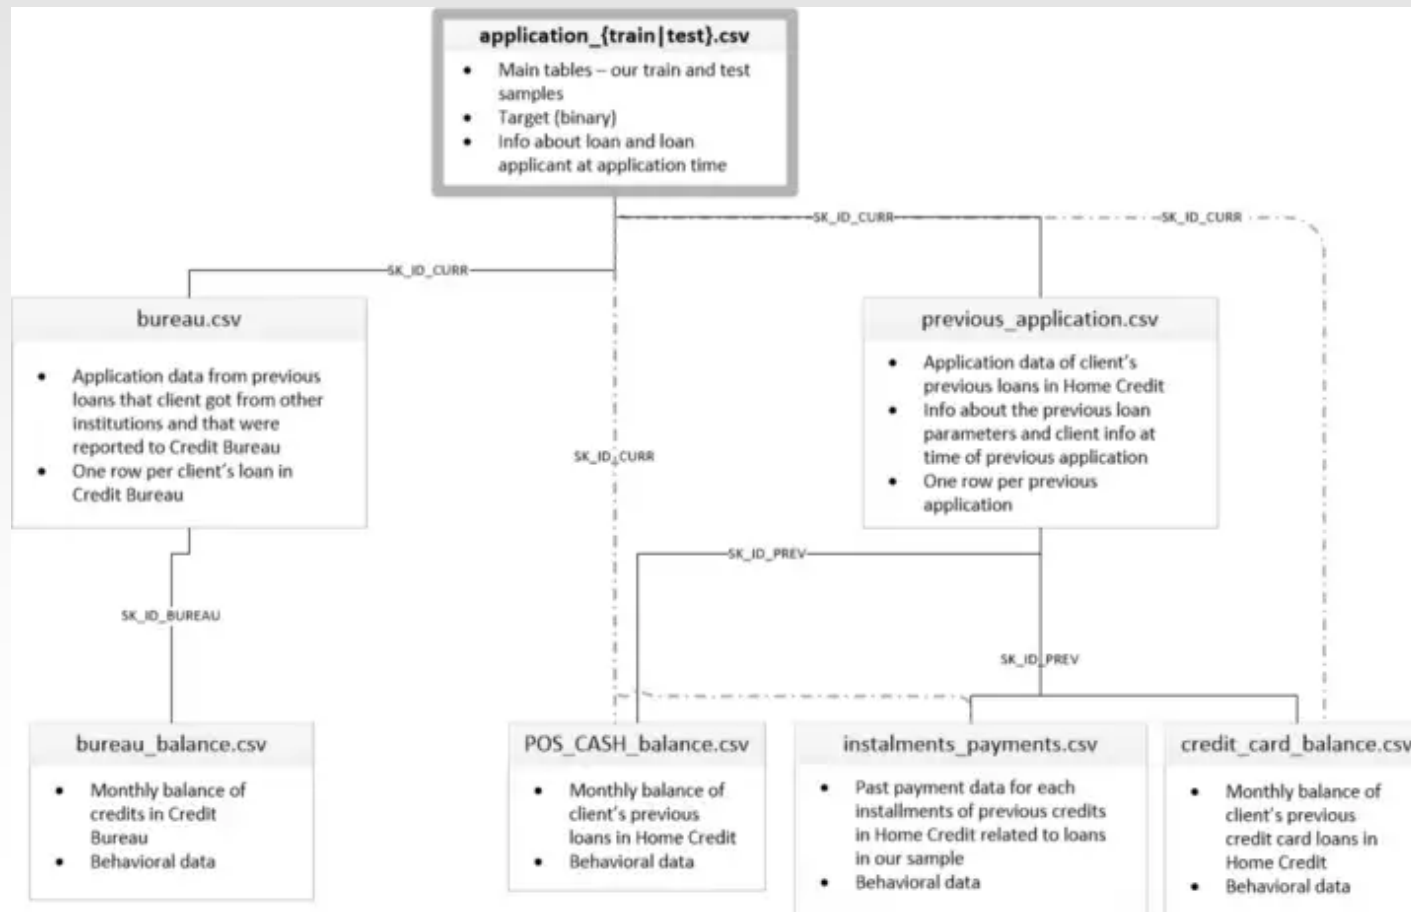 application_{train|test}.csv
• Main tables – our train and test
samples
• Target (binary)
• Info about loan and loan
applicant at application time
SK_ID_CURR
SK_ID_CURR
SK_ID_CURR
bureau.csv
• Application data from previous
loans that client got from other
institutions and that were
reported to Credit Bureau
• One row per client's loan in
Credit Bureau
previous_application.csv
• Application data of client's
previous loans in Home Credit
• Info about the previous loan
parameters and client info at
time of previous application
• One row per previous
application
SK_ID_CURR
SK_ID_PREV
SK_ID_BUREAU
SK_ID_PREV
bureau_balance.csv
• Monthly balance of
credits in Credit
Bureau
• Behavioral data
POS_CASH_balance.csv
• Monthly balance of
client's previous
loans in Home Credit
• Behavioral data
instalments_payments.csv
• Past payment data for each
installments of previous credits
in Home Credit related to loans
in our sample
• Behavioral data
credit_card_balance.csv
• Monthly balance of
client's previous
credit card loans in
Home Credit
• Behavioral data